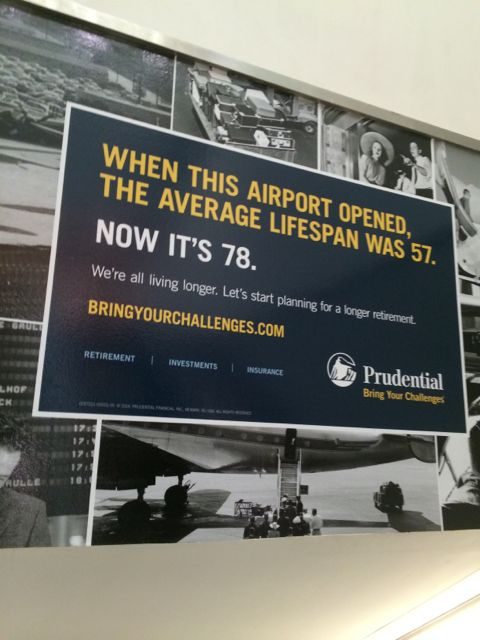 WHEN THIS AIRPORT OPENED,
THE AVERAGE LIFESPAN WAS 57.
NOW IT'S 78.
We're all living longer. Let's start planning for a longer retirement.
BRINGYOURCHALLENGES.COM
RETIREMENT | INVESTMENTS | INSURANCE
Prudential
Bring Your Challenges